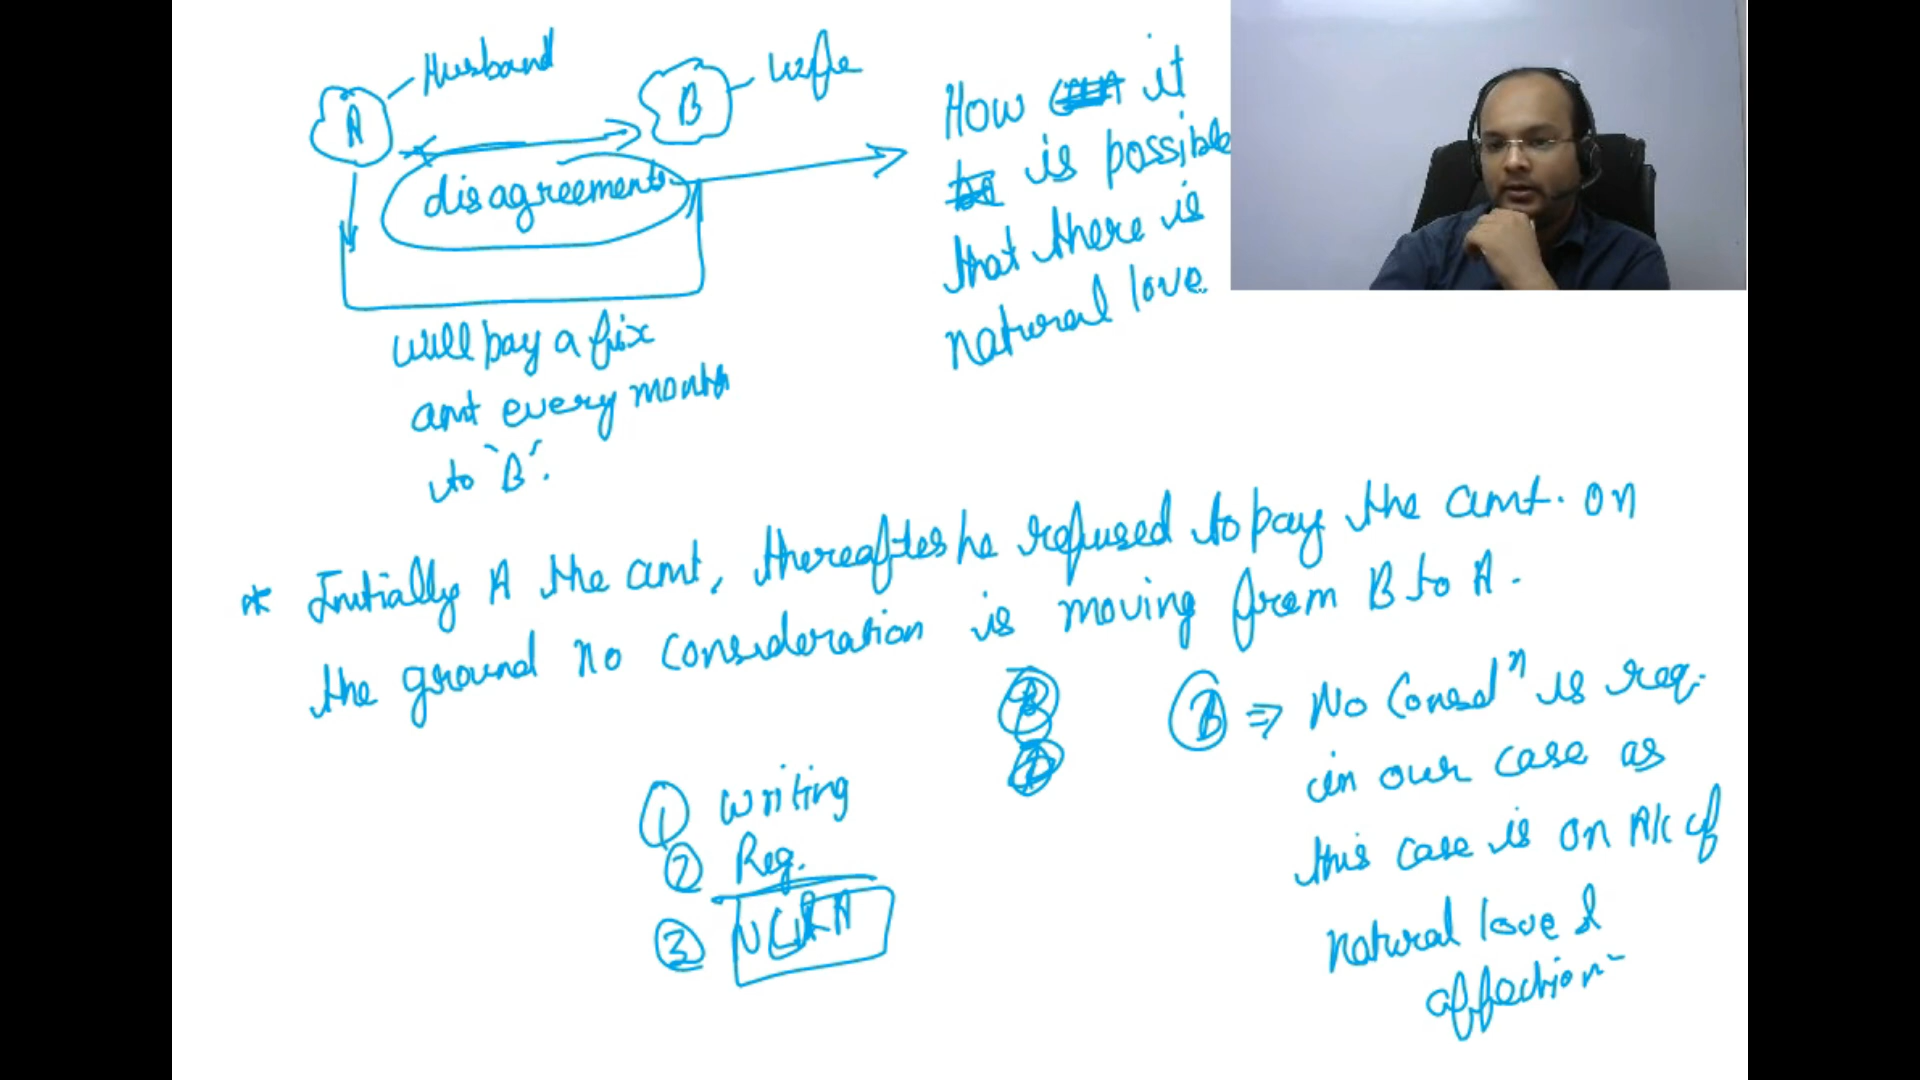 Husband
A
B
Wife
disagreements
will pay a fix
amt every month
to `B´.
How it
is possible
that there is
natural love
* Initially A the amt, thereafter he refused to pay the amt. on
the ground no consideration is moving from B to A.
① writing
② Reg.
③
B ⇒ No Consdⁿ is req.
in our case as
this case is on A/c of
natural love &
affection